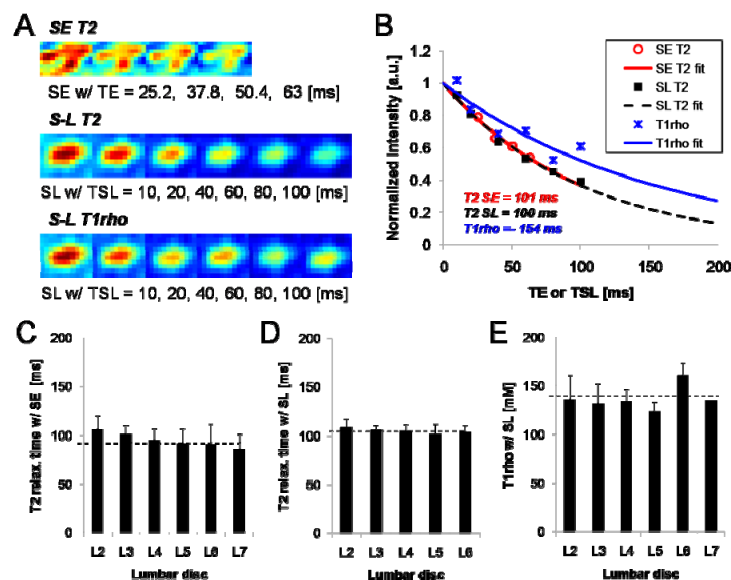 A
SE T2
SE w/ TE = 25.2, 37.8, 50.4, 63 [ms]
S-L T2
SL w/ TSL = 10, 20, 40, 60, 80, 100 [ms]
S-L T1rho
SL w/ TSL = 10, 20, 40, 60, 80, 100 [ms]
B
Normalized Intensity [a.u.]
1.2
1
0.8
0.6
0.4
0.2
0
0
50
100
150
200
TE or TSL [ms]
SE T2
SE T2 fit
SL T2
SL T2 fit
T1rho
T1rho fit
T2 SE = 101 ms
T2 SL = 100 ms
T1rho = 154 ms
C
T2 relax. time w/ SE [ms]
200
150
100
50
0
L2 L3 L4 L5 L6 L7
Lumbar disc
D
T2 relax. time w/ SL [ms]
200
150
100
50
0
L2 L3 L4 L5 L6
Lumbar disc
E
T1rho w/ SL [mM]
200
150
100
50
0
L2 L3 L4 L5 L6 L7
Lumbar disc